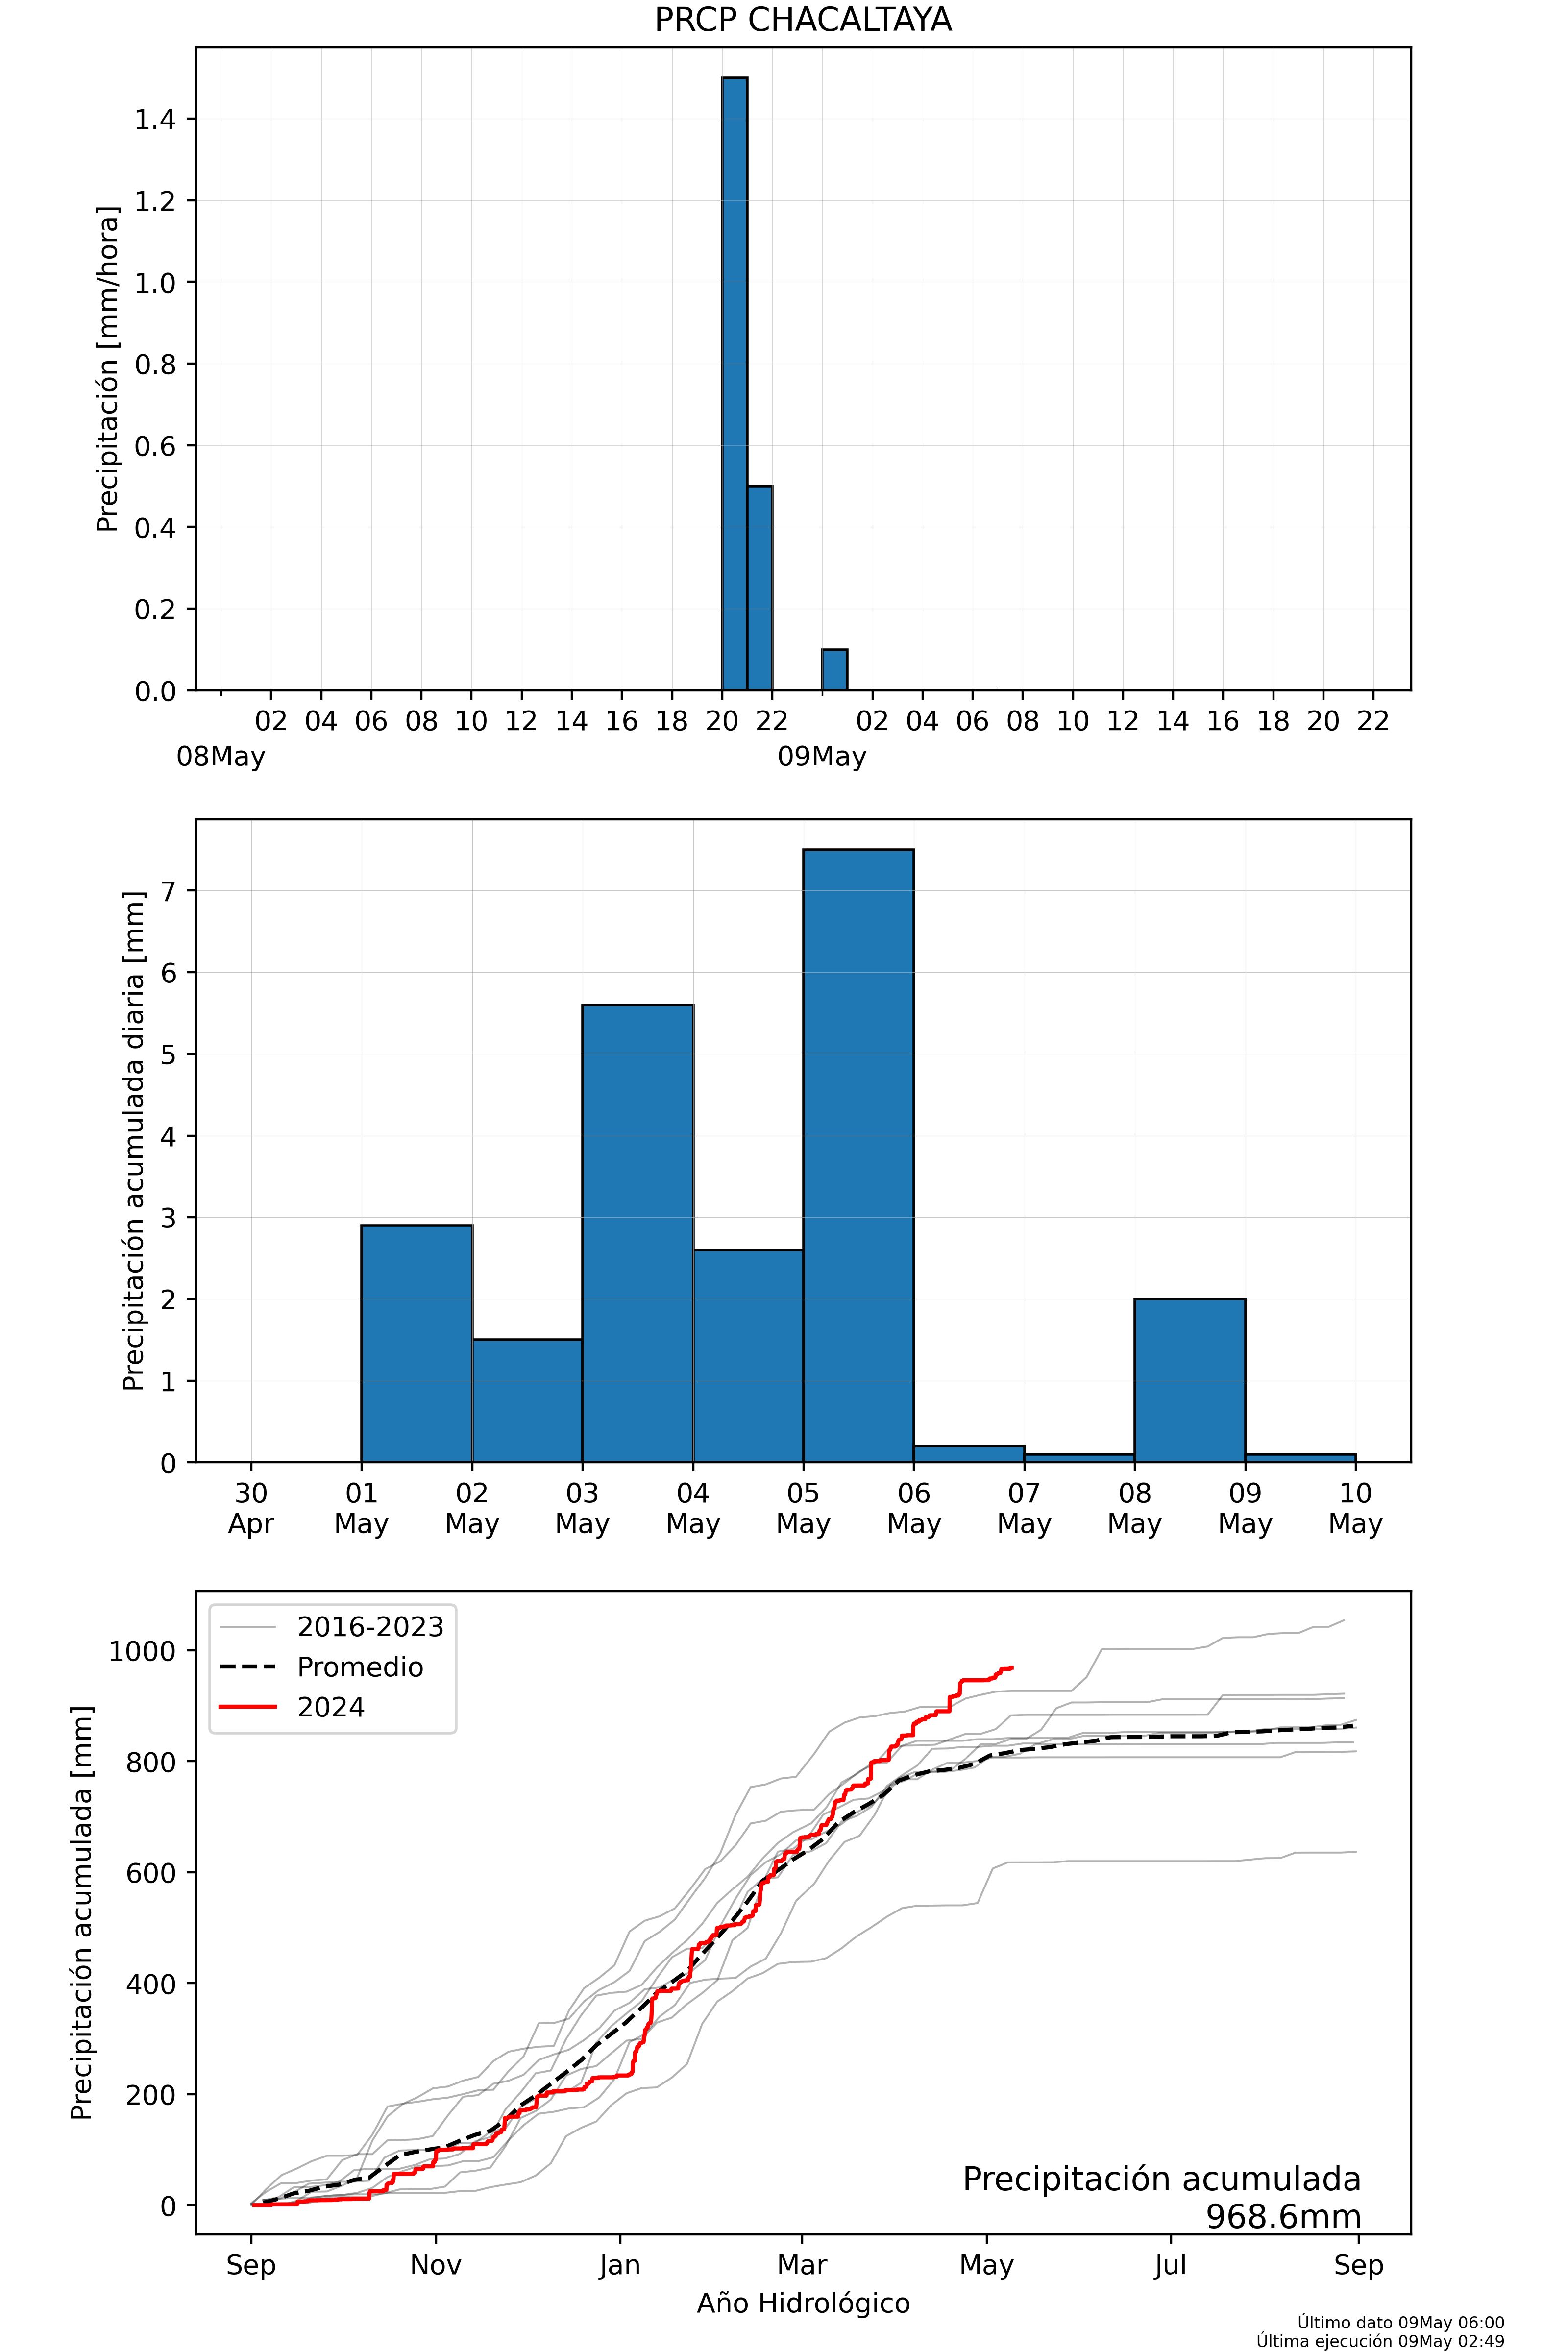 PRCP CHACALTAYA
Precipitación [mm/hora]
1.4
1.2
1.0
0.8
0.6
0.4
0.2
0.0
02 04 06 08 10 12 14 16 18 20 22 02 04 06 08 10 12 14 16 18 20 22
08May 09May
Precipitación acumulada diaria [mm]
7
6
5
4
3
2
1
0
30 01 02 03 04 05 06 07 08 09 10
Apr May May May May May May May May May May
Precipitación acumulada [mm]
2016-2023
Promedio
2024
1000
800
600
400
200
0
Precipitación acumulada
968.6mm
Sep Nov Jan Mar May Jul Sep
Año Hidrológico
Último dato 09May 06:00
Última ejecución 09May 02:49